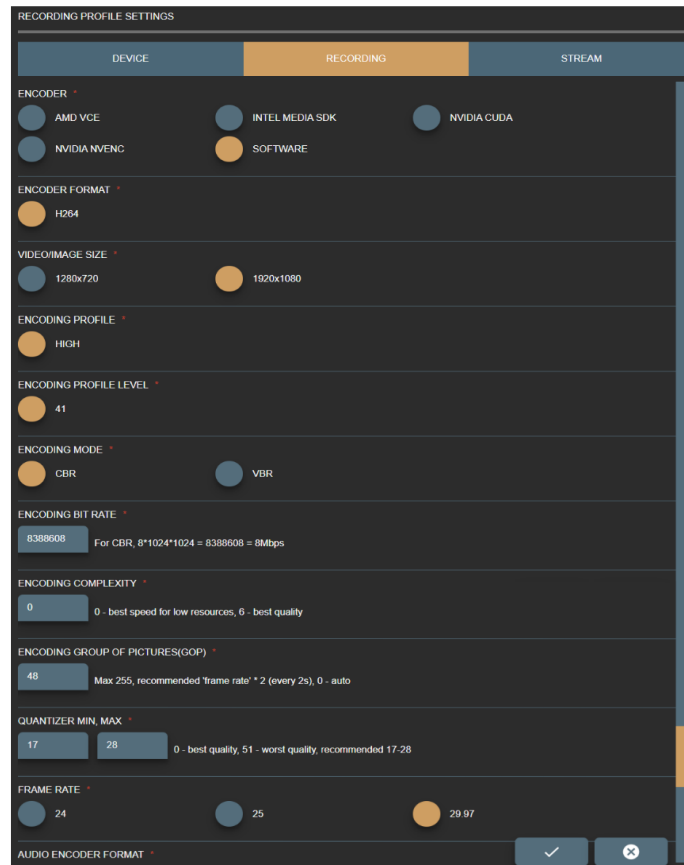 RECORDING PROFILE SETTINGS
DEVICE RECORDING STREAM
ENCODER *
AMD VCE INTEL MEDIA SDK NVIDIA CUDA
NVIDIA NVENC SOFTWARE
ENCODER FORMAT *
H264
VIDEO/IMAGE SIZE *
1280x720 1920x1080
ENCODING PROFILE *
HIGH
ENCODING PROFILE LEVEL *
41
ENCODING MODE *
CBR VBR
ENCODING BIT RATE *
8388608 For CBR, 8*1024*1024 = 8388608 = 8Mbps
ENCODING COMPLEXITY *
0 0 - best speed for low resources, 6 - best quality
ENCODING GROUP OF PICTURES(GOP) *
48 Max 255, recommended 'frame rate' * 2 (every 2s), 0 - auto
QUANTIZER MIN, MAX *
17 28 0 - best quality, 51 - worst quality, recommended 17-28
FRAME RATE *
24 25 29.97
AUDIO ENCODER FORMAT *